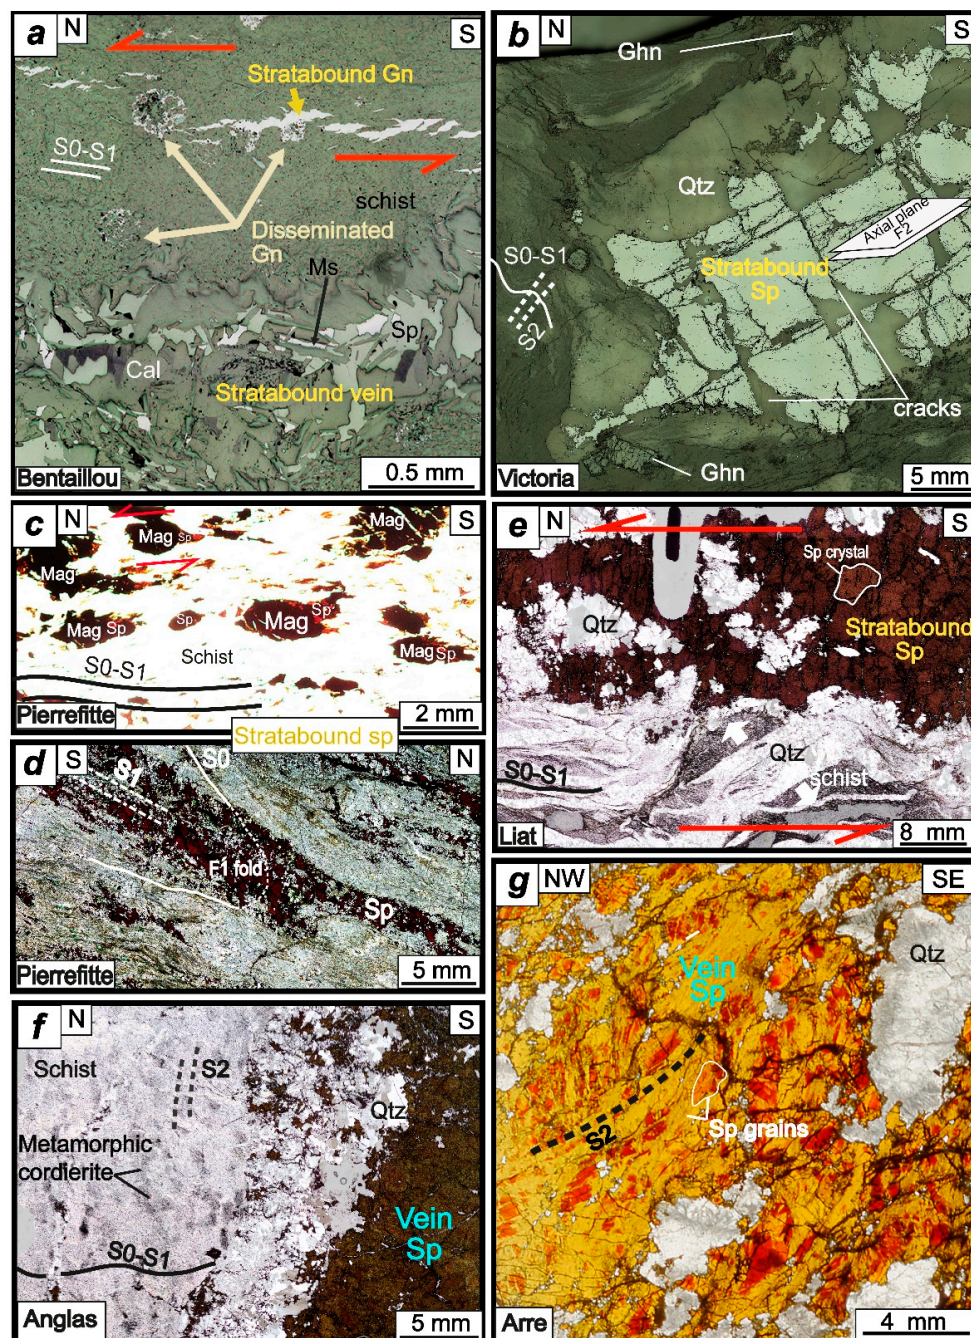 a N
S
Stratabound Gn
S0-S1
schist
Disseminated
Gn
Ms
Sp
Cal
Stratabound vein
Bentaillou
0.5 mm
b N
S
Ghn
Qtz
Axial plane
F2
S0-S1
Stratabound
Sp
S2
cracks
Ghn
Victoria
5 mm
c N
S
Mag Sp
Mag
Mag
Sp
Sp
Mag Sp
Mag
Mag Sp
Schist
S0-S1
Pierrefitte
2 mm
Stratabound sp
d S
N
S0
S1
F1 fold
Sp
Pierrefitte
5 mm
e N
S
Sp crystal
Qtz
Stratabound
Sp
Qtz
S0-S1
schist
Liat
8 mm
f N
S
Schist
S2
Qtz
Metamorphic
cordierite
Vein
Sp
S0-S1
Anglas
5 mm
g NW
SE
Qtz
Vein
Sp
S2
Sp grains
Arre
4 mm